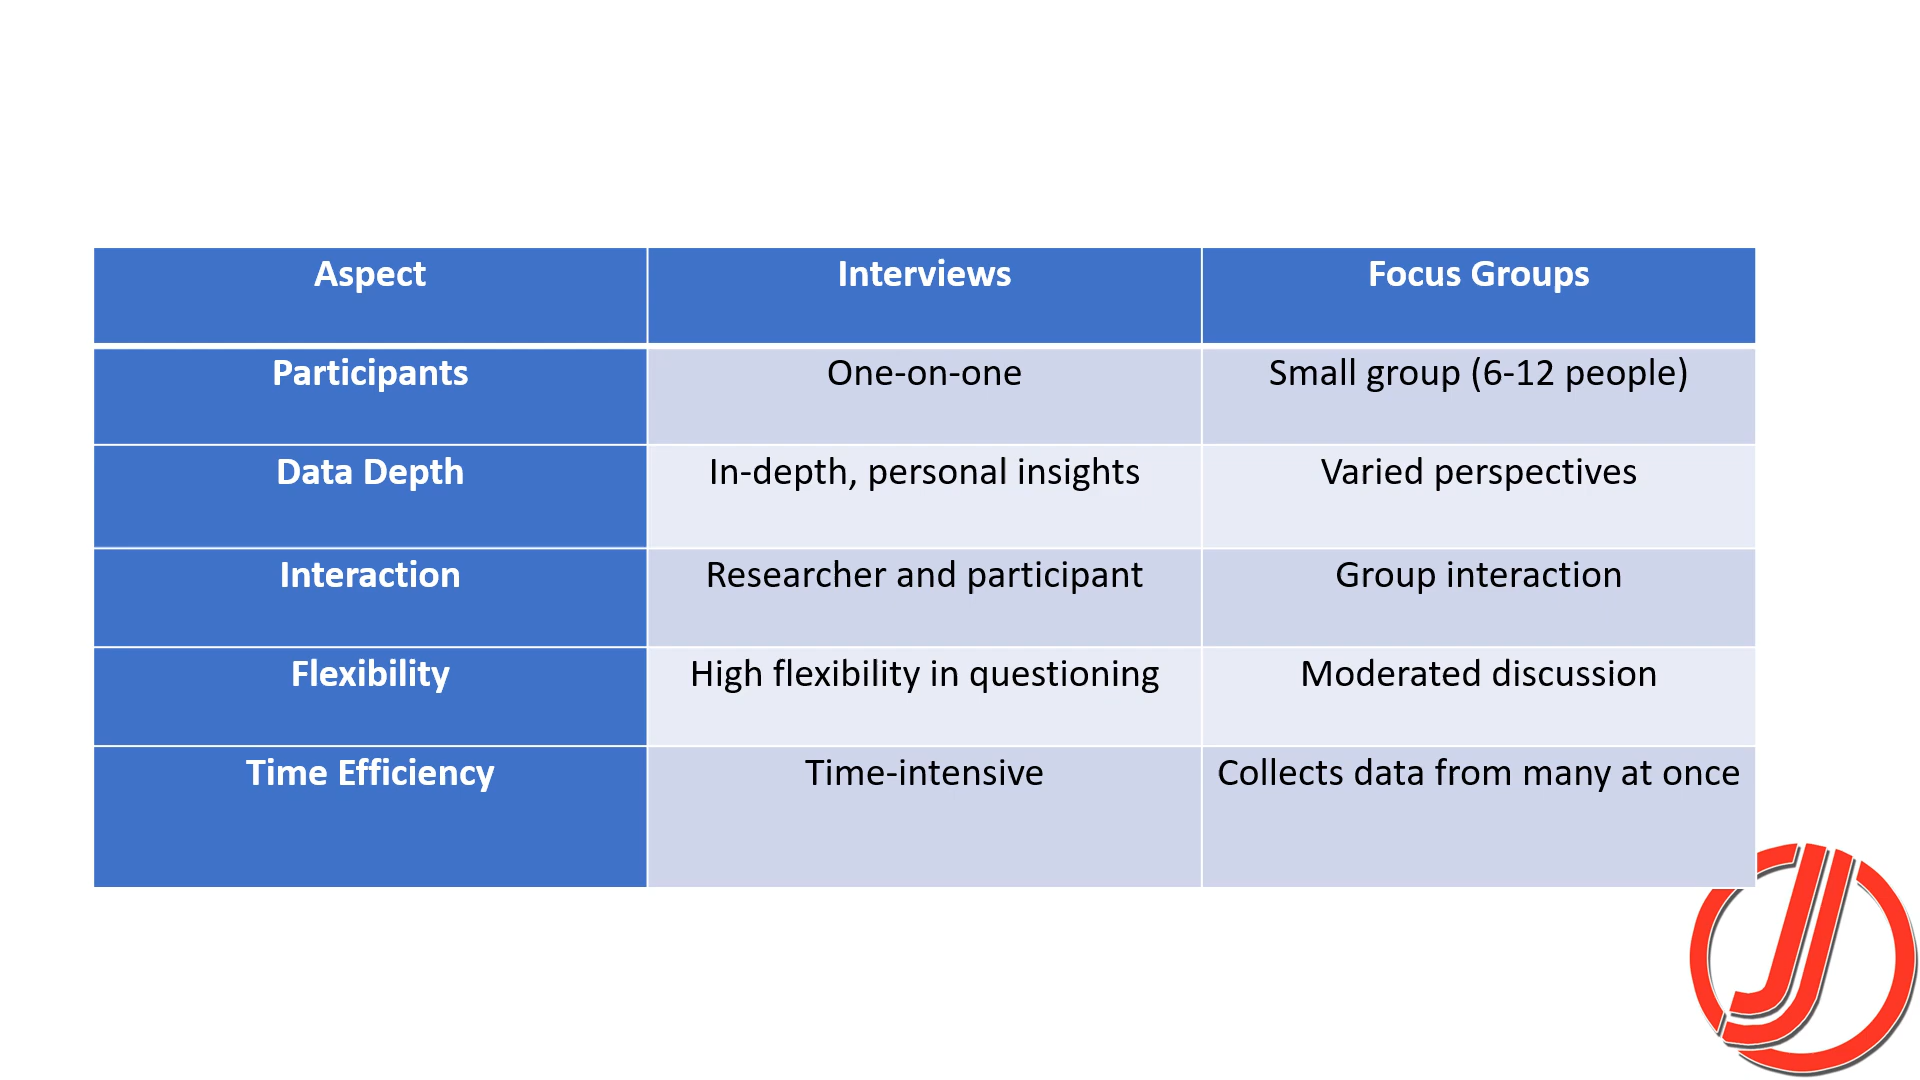 Aspect Interviews Focus Groups
Participants One-on-one Small group (6-12 people)
Data Depth In-depth, personal insights Varied perspectives
Interaction Researcher and participant Group interaction
Flexibility High flexibility in questioning Moderated discussion
Time Efficiency Time-intensive Collects data from many at once